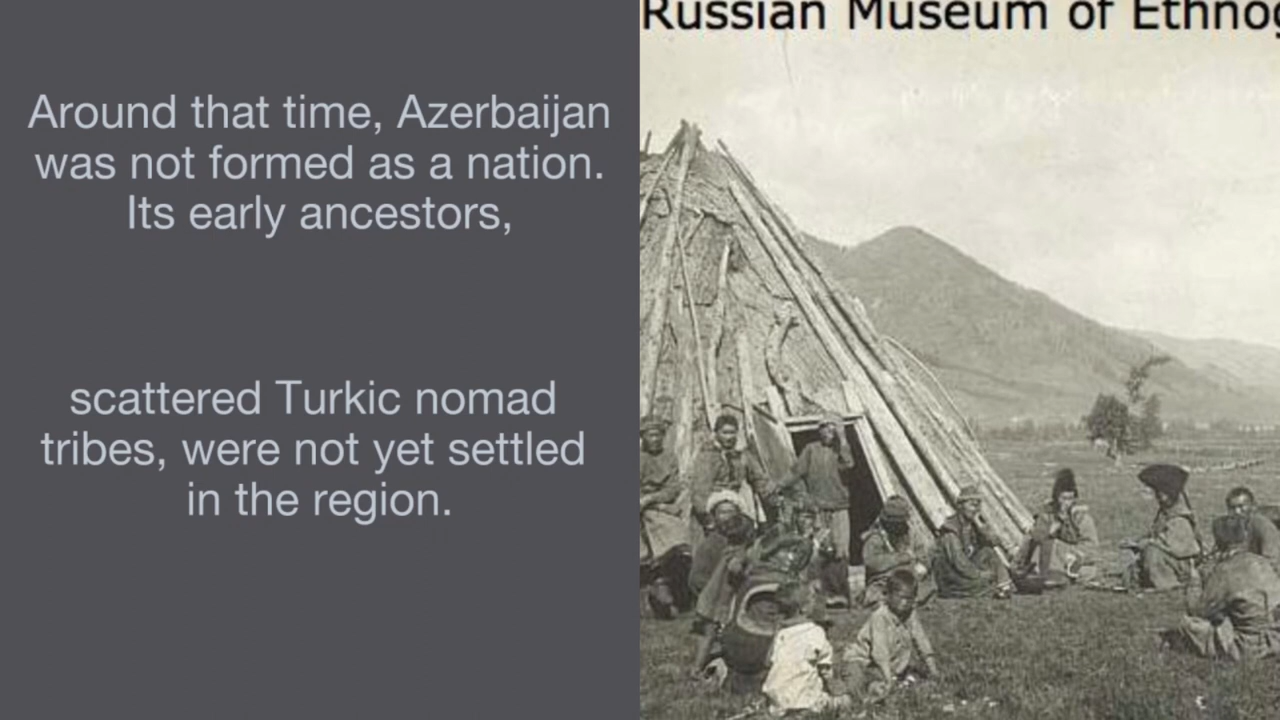 Russian Museum of Ethnog
Around that time, Azerbaijan
was not formed as a nation.
Its early ancestors,
scattered Turkic nomad
tribes, were not yet settled
in the region.